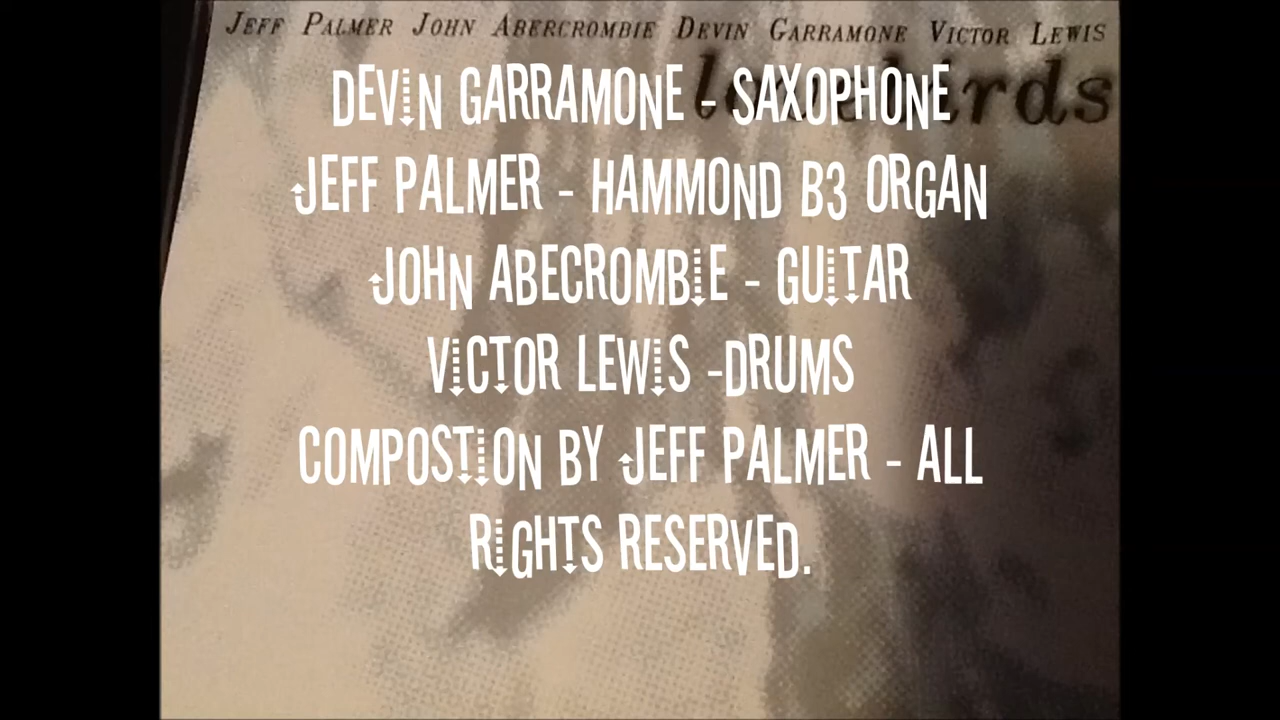 JEFF PALMER JOHN ABERCROMBIE DEVIN GARRAMONE VICTOR LEWIS
DEVIN GARRAMONE - SAXOPHONE
JEFF PALMER - HAMMOND B3 ORGAN
JOHN ABECROMBIE - GUITAR
VICTOR LEWIS -DRUMS
COMPOSTION BY JEFF PALMER - ALL
RIGHTS RESERVED.